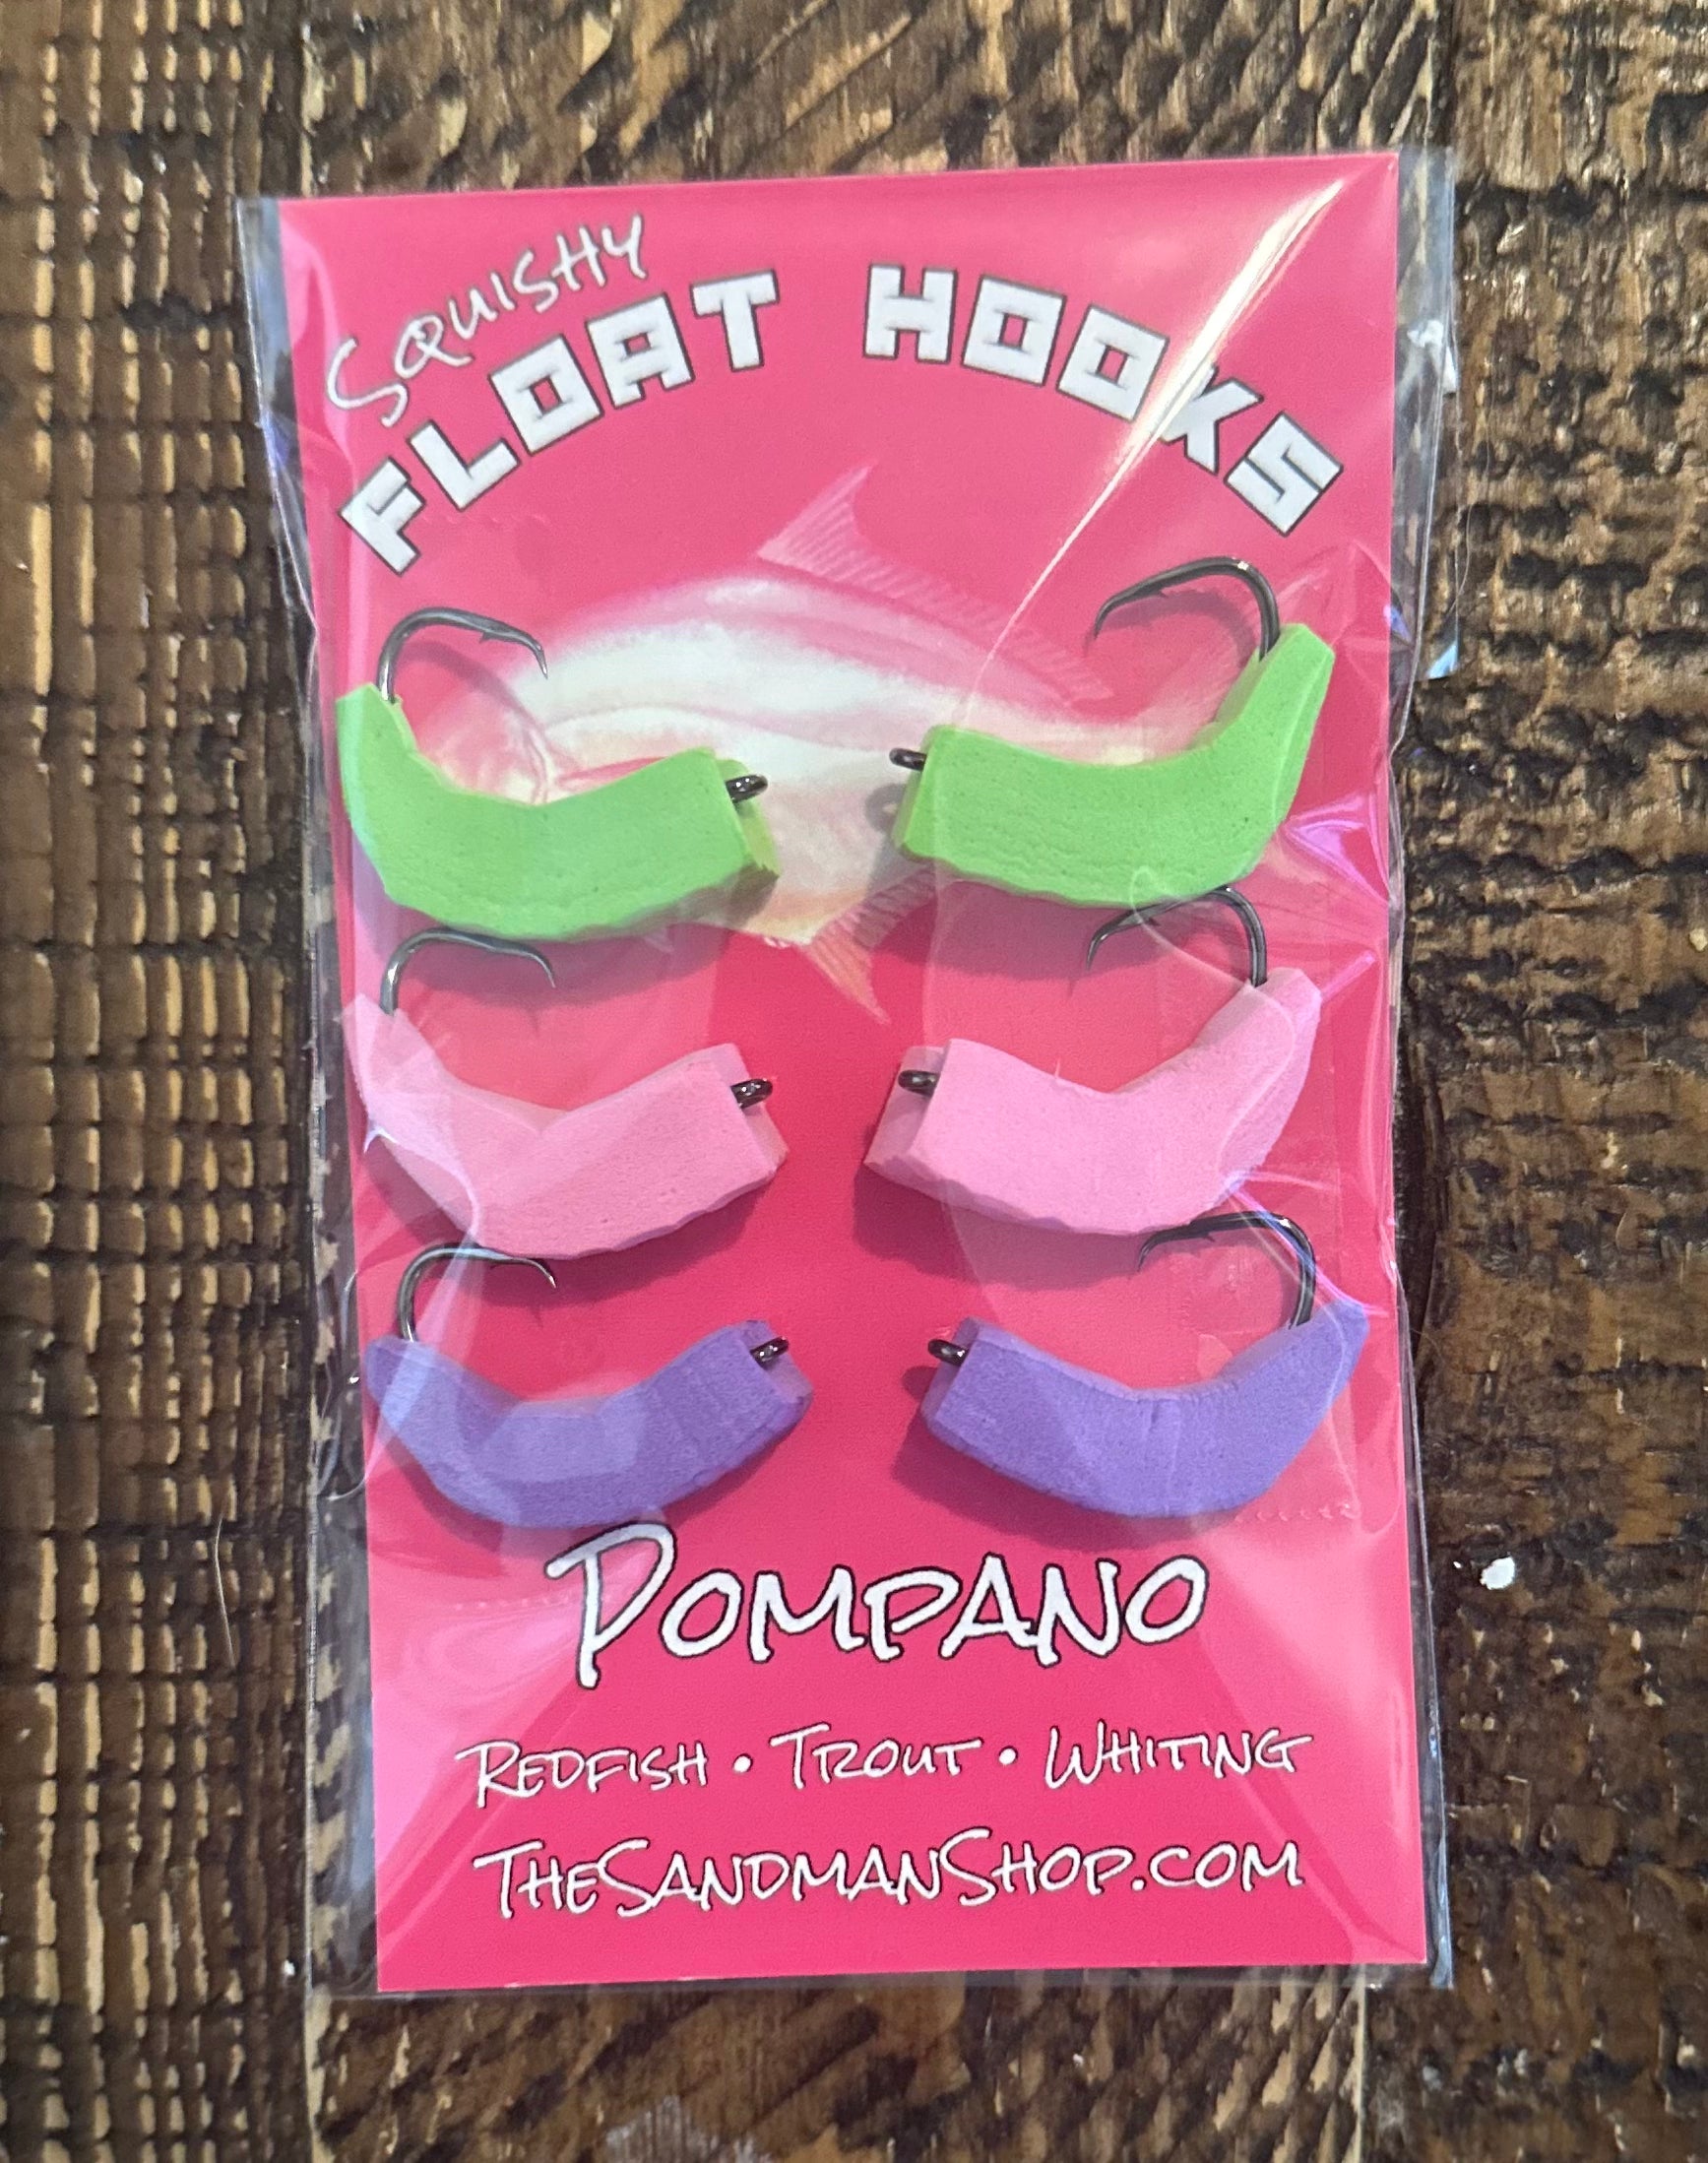 Squishy
FLOAT HOOKS
Pompano
Redfish • Trout • Whiting
TheSandmanShop.com